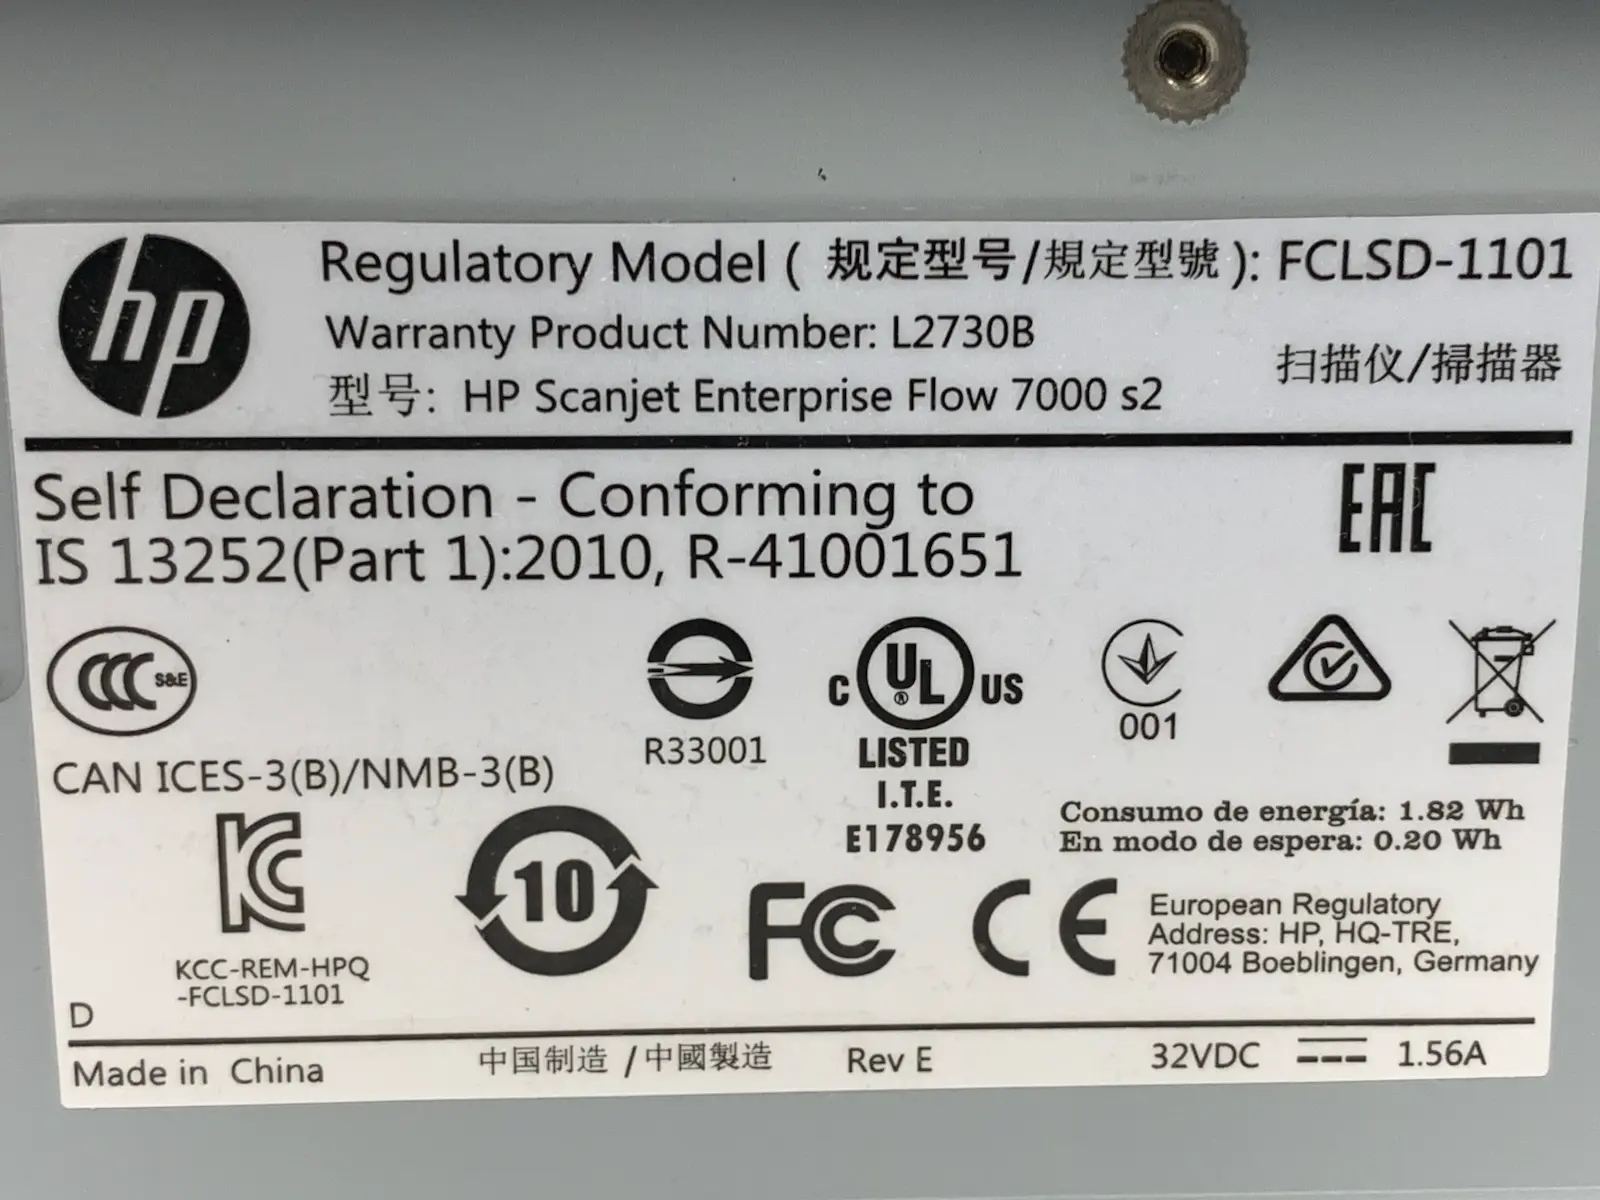 hp
Regulatory Model ( 规定型号/規定型號 ): FCLSD-1101
Warranty Product Number: L2730B
型号: HP Scanjet Enterprise Flow 7000 s2
扫描仪/掃描器
Self Declaration - Conforming to
IS 13252(Part 1):2010, R-41001651
EAC
CCC S&E
R33001
C UL ® US
LISTED
I.T.E.
E178956
001
CAN ICES-3(B)/NMB-3(B)
Consumo de energía: 1.82 Wh
En modo de espera: 0.20 Wh
KC
KCC-REM-HPQ
-FCLSD-1101
10
FC
CE
European Regulatory
Address: HP, HQ-TRE,
71004 Boeblingen, Germany
D
Made in China
中国制造 / 中國製造
Rev E
32VDC
1.56A